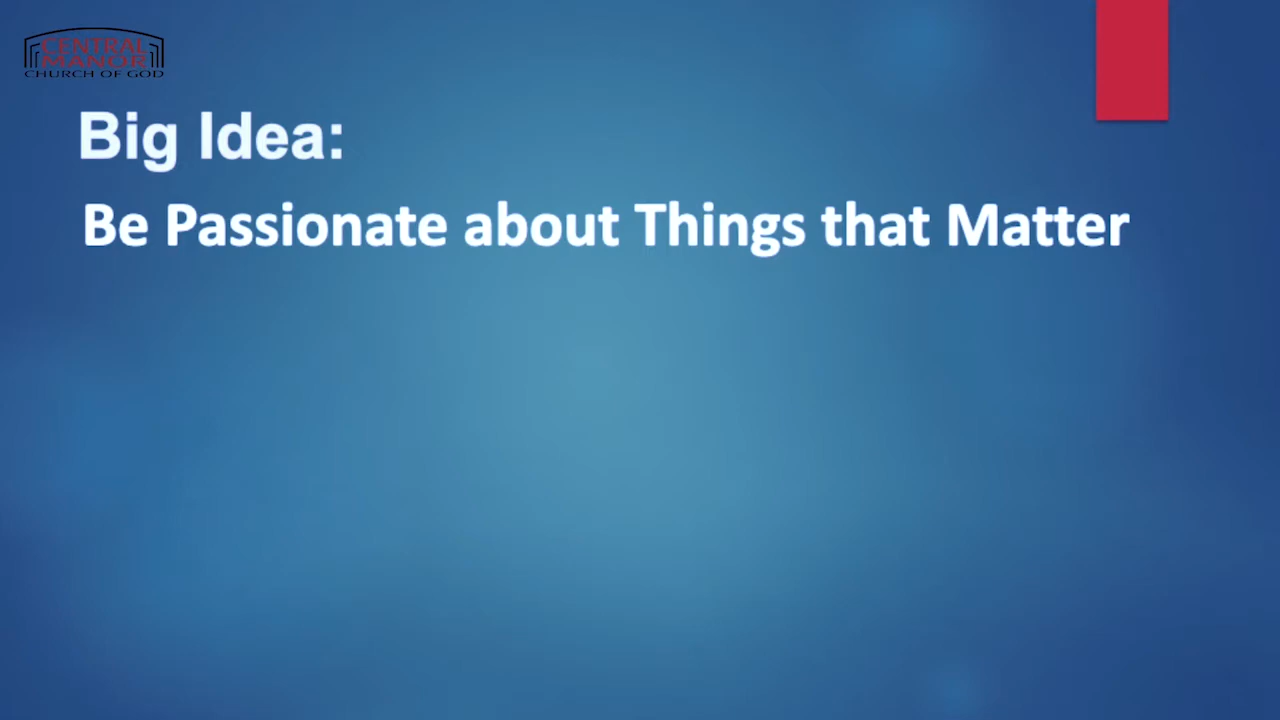 CENTRAL
MANOR
CHURCH OF GOD
Big Idea:
Be Passionate about Things that Matter